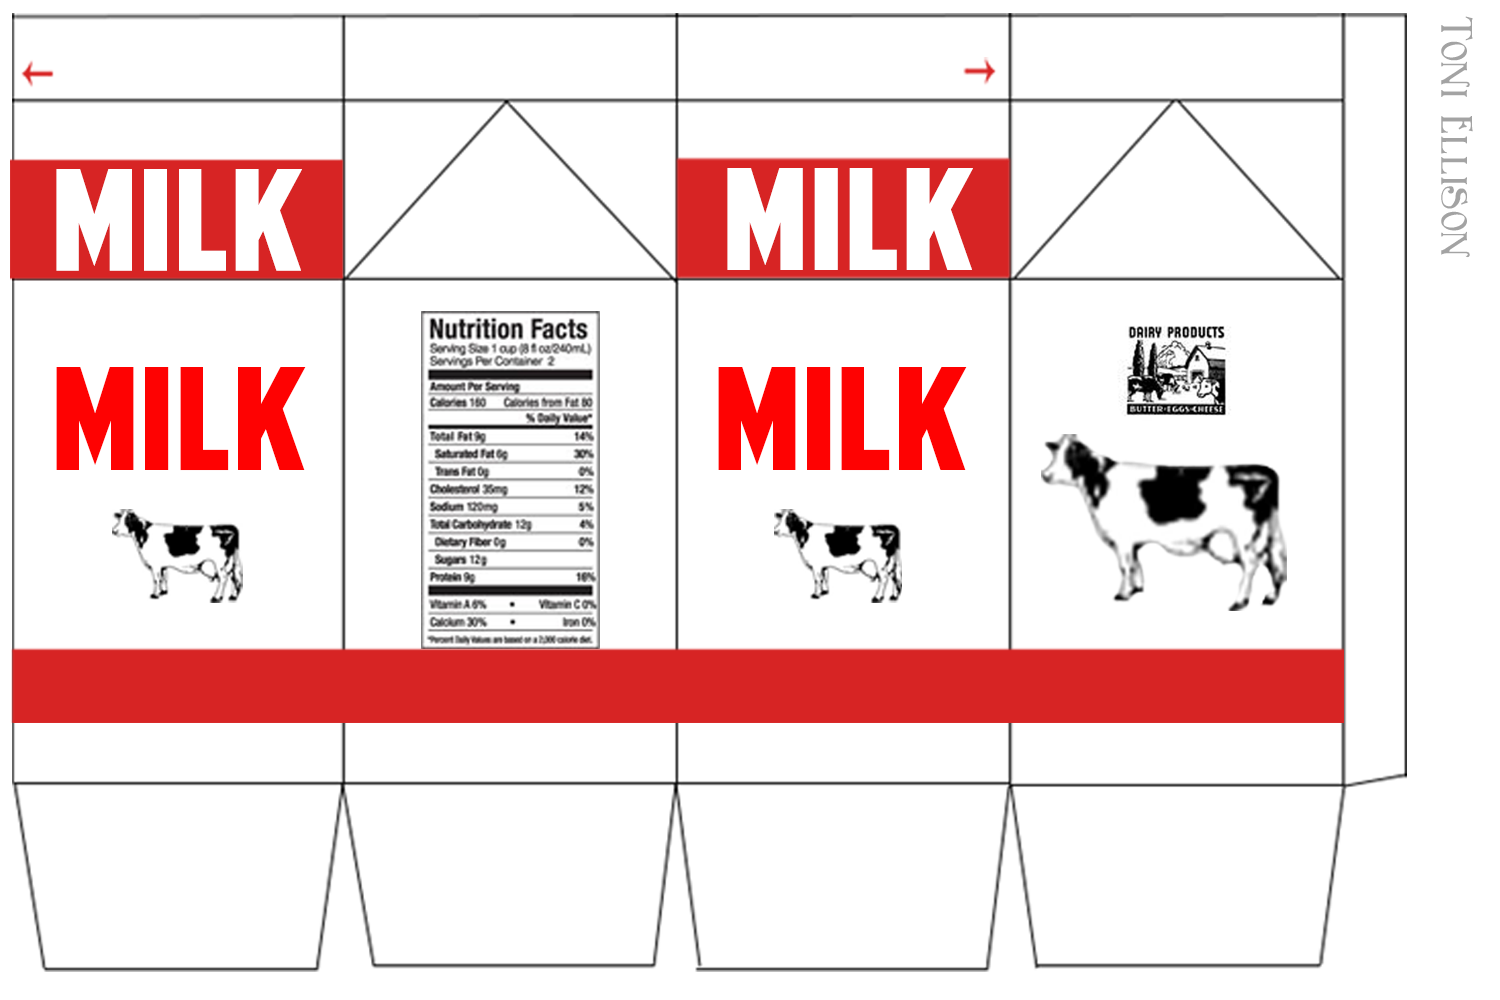 MILK
MILK
MILK
MILK
Nutrition Facts
Serving Size 1 cup (8 fl oz/240mL)
Servings Per Container 2
Amount Per Serving
Calories 160 Calories from Fat 80
% Daily Value*
Total Fat 9g 14%
Saturated Fat 6g 30%
Trans Fat 0g 0%
Cholesterol 35mg 12%
Sodium 120mg 5%
Total Carbohydrate 12g 4%
Dietary Fiber 0g 0%
Sugars 12g
Protein 9g 16%
Vitamin A 6% • Vitamin C 0%
Calcium 30% • Iron 0%
*Percent Daily Values are based on a 2,000 calorie diet.
DAIRY PRODUCTS
BUTTER·EGGS·CHEESE
TONI ELLISON